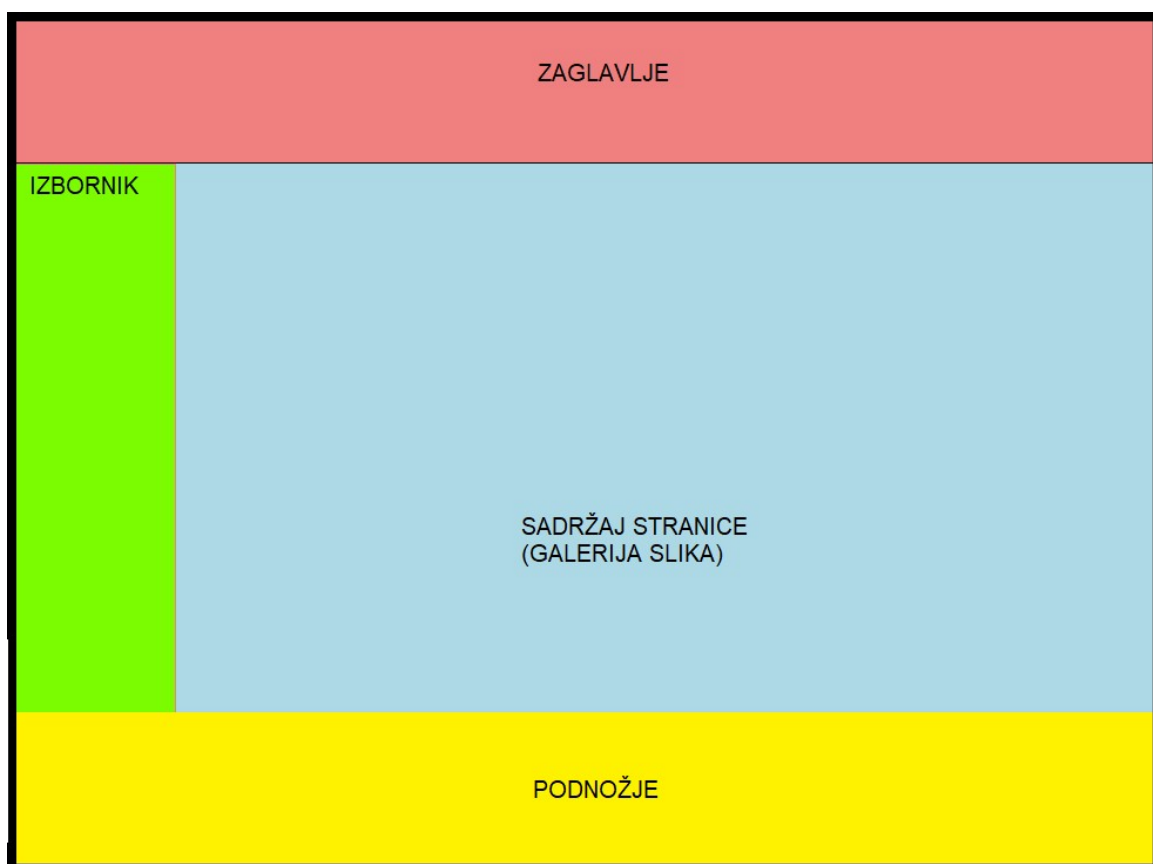 ZAGLAVLJE
IZBORNIK
SADRŽAJ STRANICE
(GALERIJA SLIKA)
PODNOŽJE